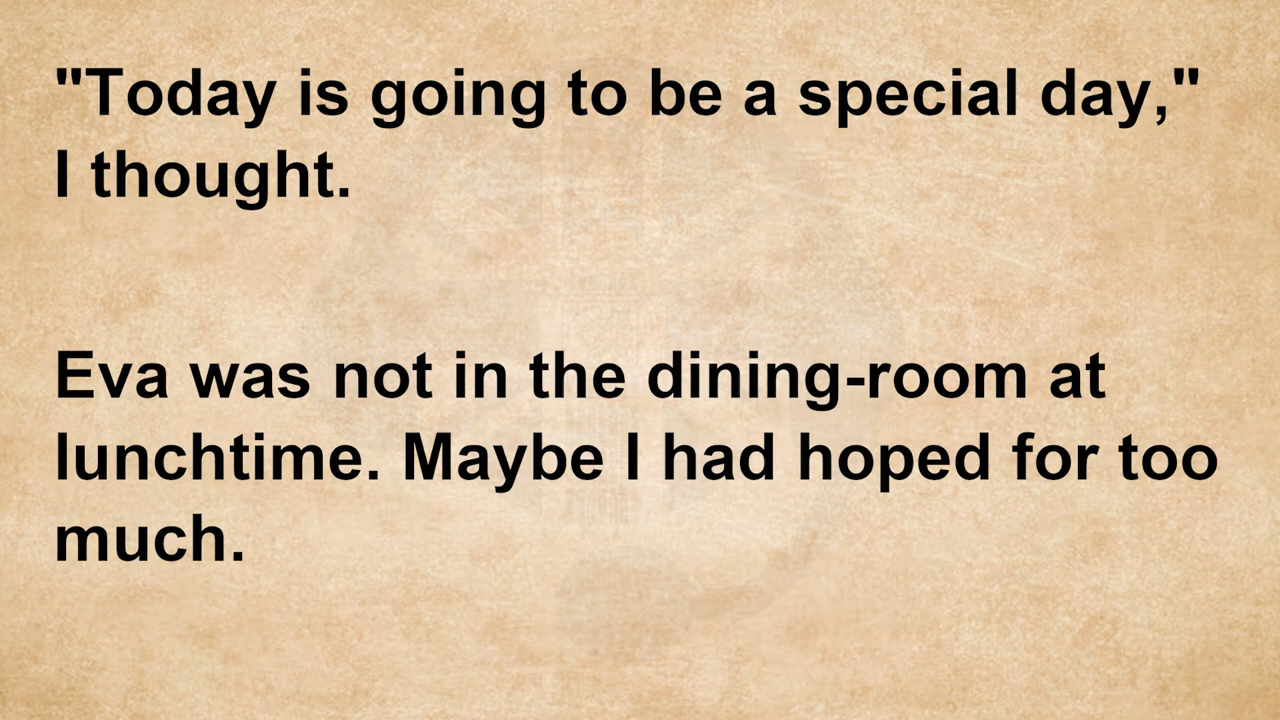 "Today is going to be a special day,"
I thought.
Eva was not in the dining-room at
lunchtime. Maybe I had hoped for too
much.